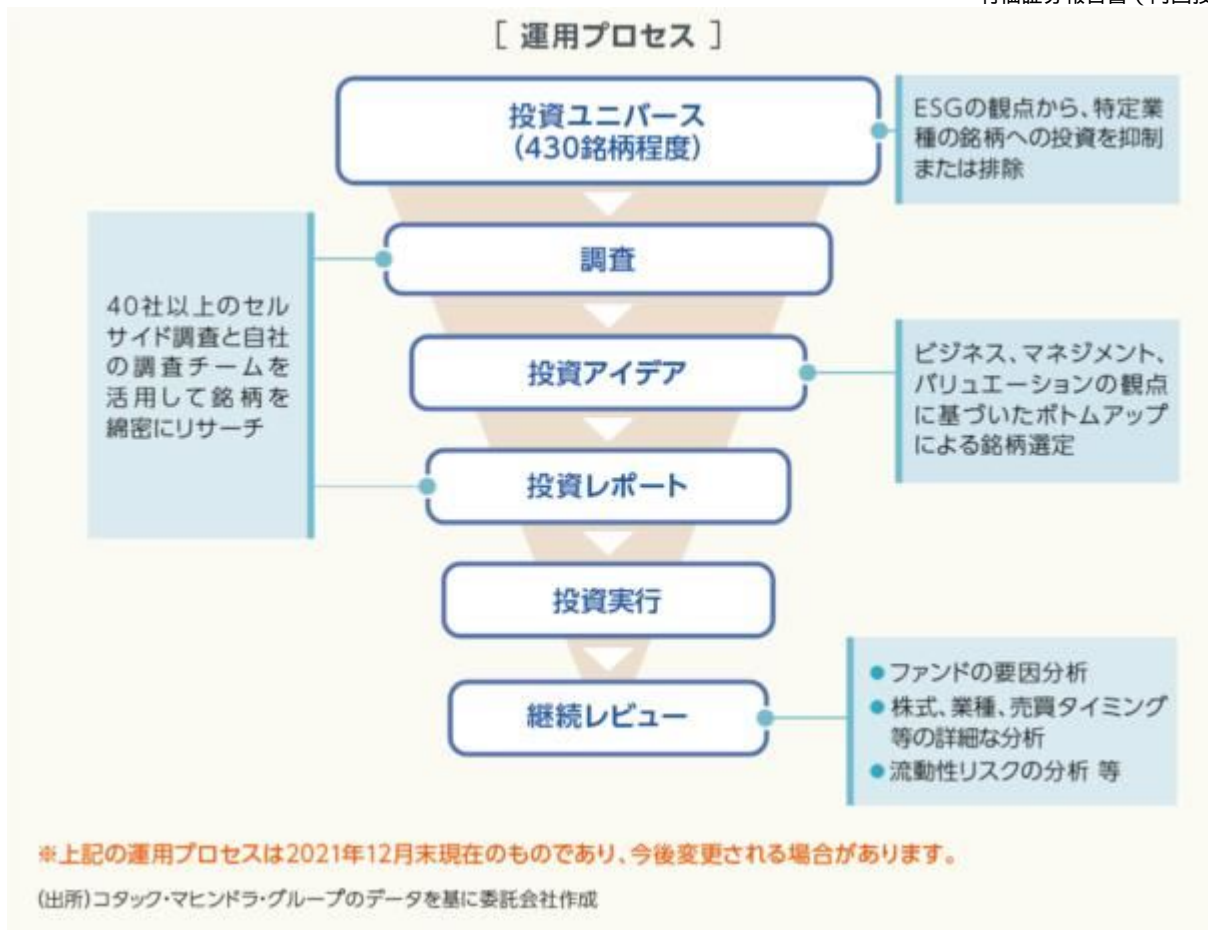 [ 運用プロセス ]
投資ユニバース
(430銘柄程度)
ESGの観点から、特定業
種の銘柄への投資を抑制
または排除
調査
40社以上のセル
サイド調査と自社
の調査チームを
活用して銘柄を
綿密にリサーチ
投資アイデア
ビジネス、マネジメント、
バリュエーションの観点
に基づいたボトムアップ
による銘柄選定
投資レポート
投資実行
継続レビュー
●ファンドの要因分析
●株式、業種、売買タイミング
等の詳細な分析
●流動性リスクの分析 等
※上記の運用プロセスは2021年12月末現在のものであり、今後変更される場合があります。
(出所)コタック・マヒンドラ・グループのデータを基に委託会社作成